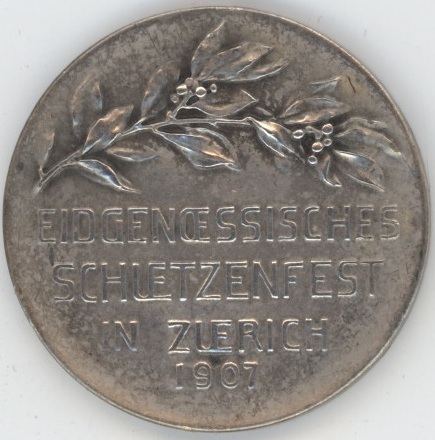 EIDGENŒSSISCHES
SCHUETZENFEST
IN ZUERICH
1907